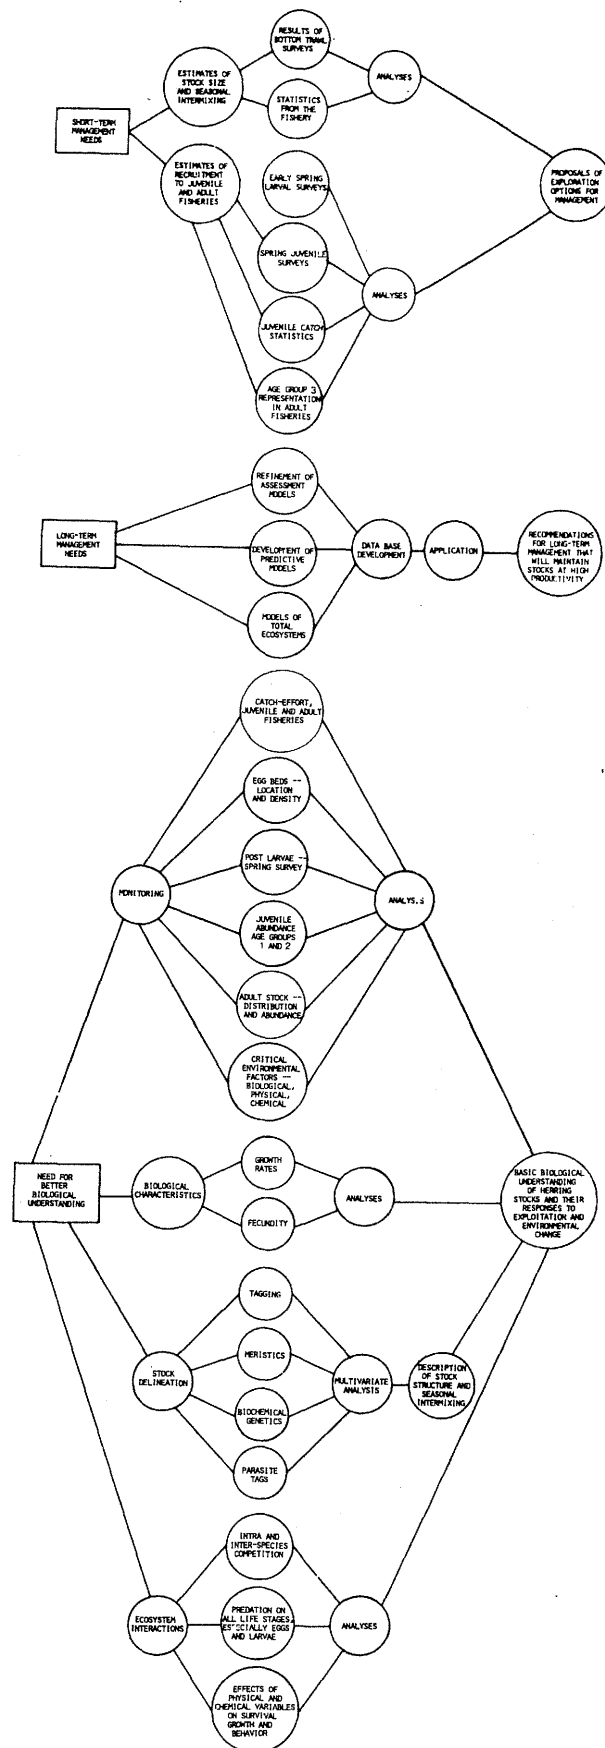 RESULTS OF
BOTTOM TRAWL
SURVEYS
ESTIMATES OF
STOCK SIZE
AND SEASONAL
INTERMIXING
ANALYSES
STATISTICS
FROM THE
FISHERY
SHORT-TERM
MANAGEMENT
NEEDS
ESTIMATES OF
RECRUITMENT
TO JUVENILE
AND ADULT
FISHERIES
EARLY SPRING
LARVAL SURVEYS
PROPOSALS OF
EXPLORATION
OPTIONS FOR
MANAGEMENT
SPRING JUVENILE
SURVEYS
ANALYSES
JUVENILE CATCH
STATISTICS
AGE GROUP 3
REPRESENTATION
IN ADULT
FISHERIES
REFINEMENT OF
ASSESSMENT
MODELS
LONG-TERM
MANAGEMENT
NEEDS
DEVELOPMENT OF
PREDICTIVE
MODELS
DATA BASE
DEVELOPMENT
APPLICATION
RECOMMENDATIONS
FOR LONG-TERM
MANAGEMENT THAT
WILL MAINTAIN
STOCKS AT HIGH
PRODUCTIVITY
MODELS OF
TOTAL
ECOSYSTEMS
CATCH-EFFORT,
JUVENILE AND ADULT
FISHERIES
EGG BEDS --
LOCATION
AND DENSITY
POST LARVAE --
SPRING SURVEY
MONITORING
ANALYSIS
JUVENILE
ABUNDANCE
AGE GROUPS
1 AND 2
ADULT STOCK --
DISTRIBUTION
AND ABUNDANCE
CRITICAL
ENVIRONMENTAL
FACTORS --
BIOLOGICAL,
PHYSICAL,
CHEMICAL
NEED FOR
BETTER
BIOLOGICAL
UNDERSTANDING
BIOLOGICAL
CHARACTERISTICS
GROWTH
RATES
FECUNDITY
ANALYSES
BASIC BIOLOGICAL
UNDERSTANDING
OF HERRING
STOCKS AND THEIR
RESPONSES TO
EXPLOITATION AND
ENVIRONMENTAL
CHANGE
TAGGING
STOCK
DELINEATION
MERISTICS
MULTIVARIATE
ANALYSIS
DESCRIPTION
OF STOCK
STRUCTURE AND
SEASONAL
INTERMIXING
BIOCHEMICAL
GENETICS
PARASITE
TAGS
INTRA AND
INTER-SPECIES
COMPETITION
ECOSYSTEM
INTERACTIONS
PREDATION ON
ALL LIFE STAGES,
ESPECIALLY EGGS
AND LARVAE
ANALYSES
EFFECTS OF
PHYSICAL AND
CHEMICAL VARIABLES
ON SURVIVAL
GROWTH AND
BEHAVIOR